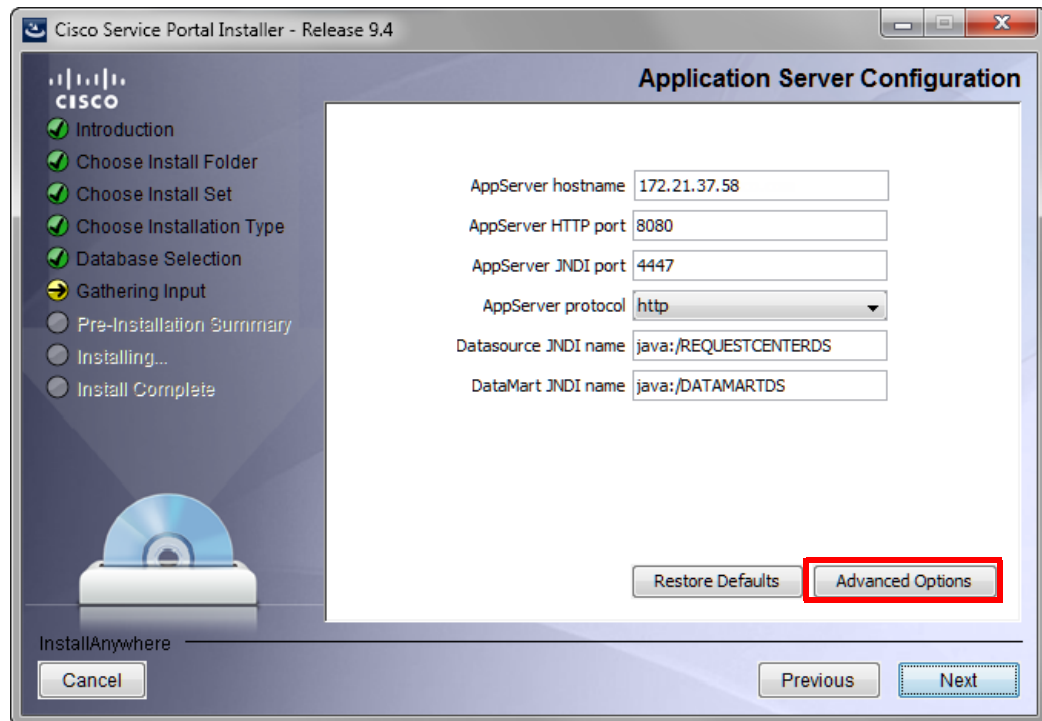 Cisco Service Portal Installer - Release 9.4
CISCO
Application Server Configuration
Introduction
Choose Install Folder
Choose Install Set
Choose Installation Type
Database Selection
Gathering Input
Pre-Installation Summary
Installing...
Install Complete
AppServer hostname 172.21.37.58
AppServer HTTP port 8080
AppServer JNDI port 4447
AppServer protocol http
Datasource JNDI name java:/REQUESTCENTERDS
DataMart JNDI name java:/DATAMARTDS
Restore Defaults Advanced Options
InstallAnywhere
Cancel Previous Next